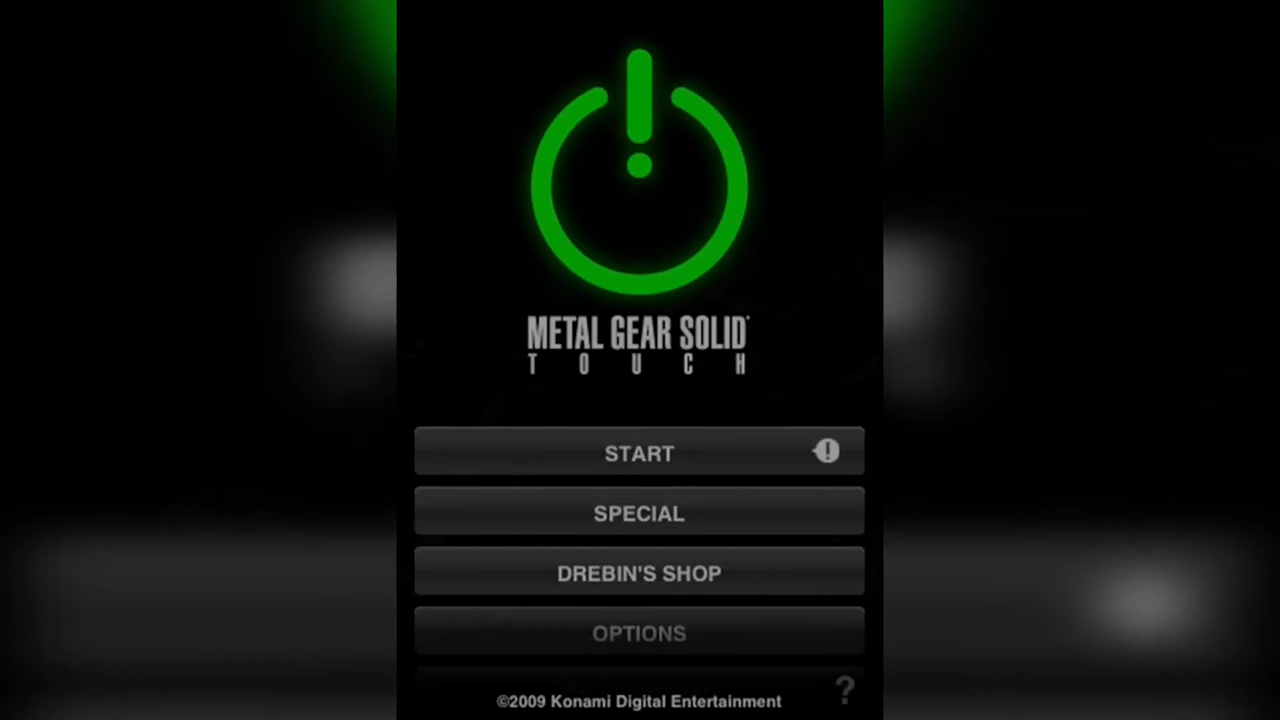 METAL GEAR SOLID
TOUCH
START
SPECIAL
DREBIN'S SHOP
OPTIONS
?
©2009 Konami Digital Entertainment